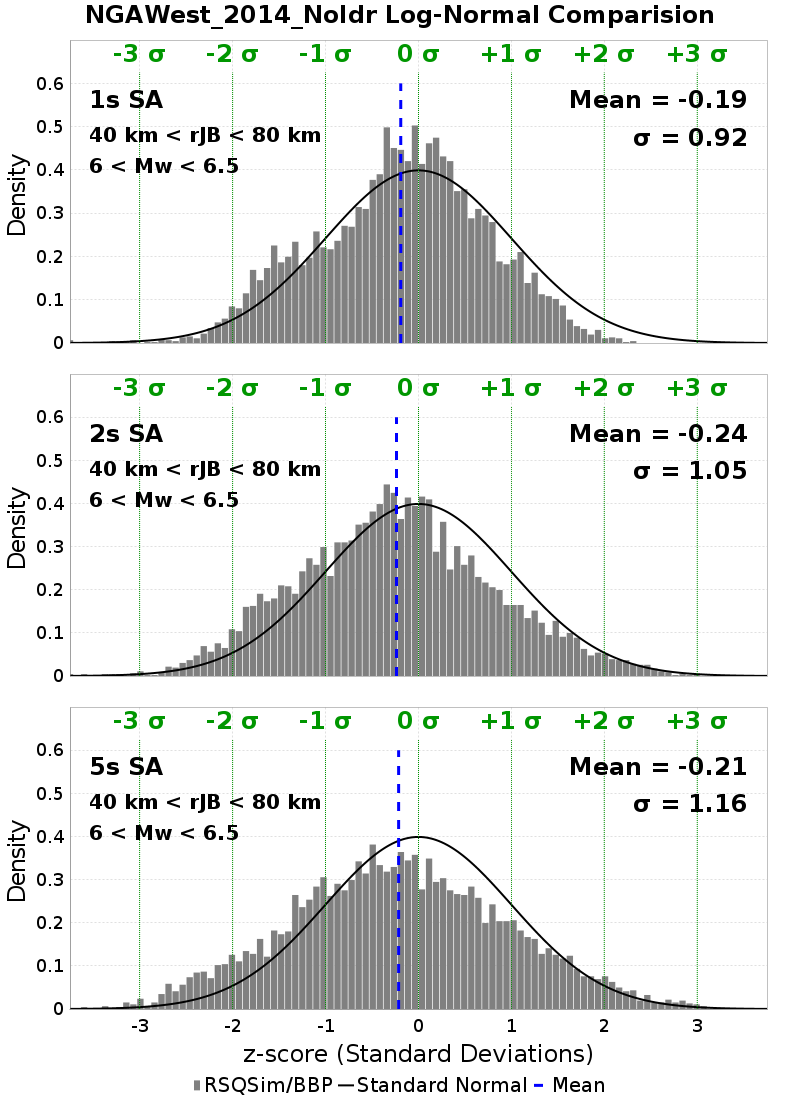 NGAWest_2014_NoIdr Log-Normal Comparision
-3 σ -2 σ -1 σ 0 σ +1 σ +2 σ +3 σ
0.6
1s SA Mean = -0.19
0.5
40 km < rJB < 80 km σ = 0.92
6 < Mw < 6.5
0.4
Density
0.3
0.2
0.1
0
-3 σ -2 σ -1 σ 0 σ +1 σ +2 σ +3 σ
0.6
2s SA Mean = -0.24
0.5
40 km < rJB < 80 km σ = 1.05
6 < Mw < 6.5
0.4
Density
0.3
0.2
0.1
0
-3 σ -2 σ -1 σ 0 σ +1 σ +2 σ +3 σ
0.6
5s SA Mean = -0.21
0.5
40 km < rJB < 80 km σ = 1.16
6 < Mw < 6.5
0.4
Density
0.3
0.2
0.1
0
-3 -2 -1 0 1 2 3
z-score (Standard Deviations)
RSQSim/BBP Standard Normal Mean